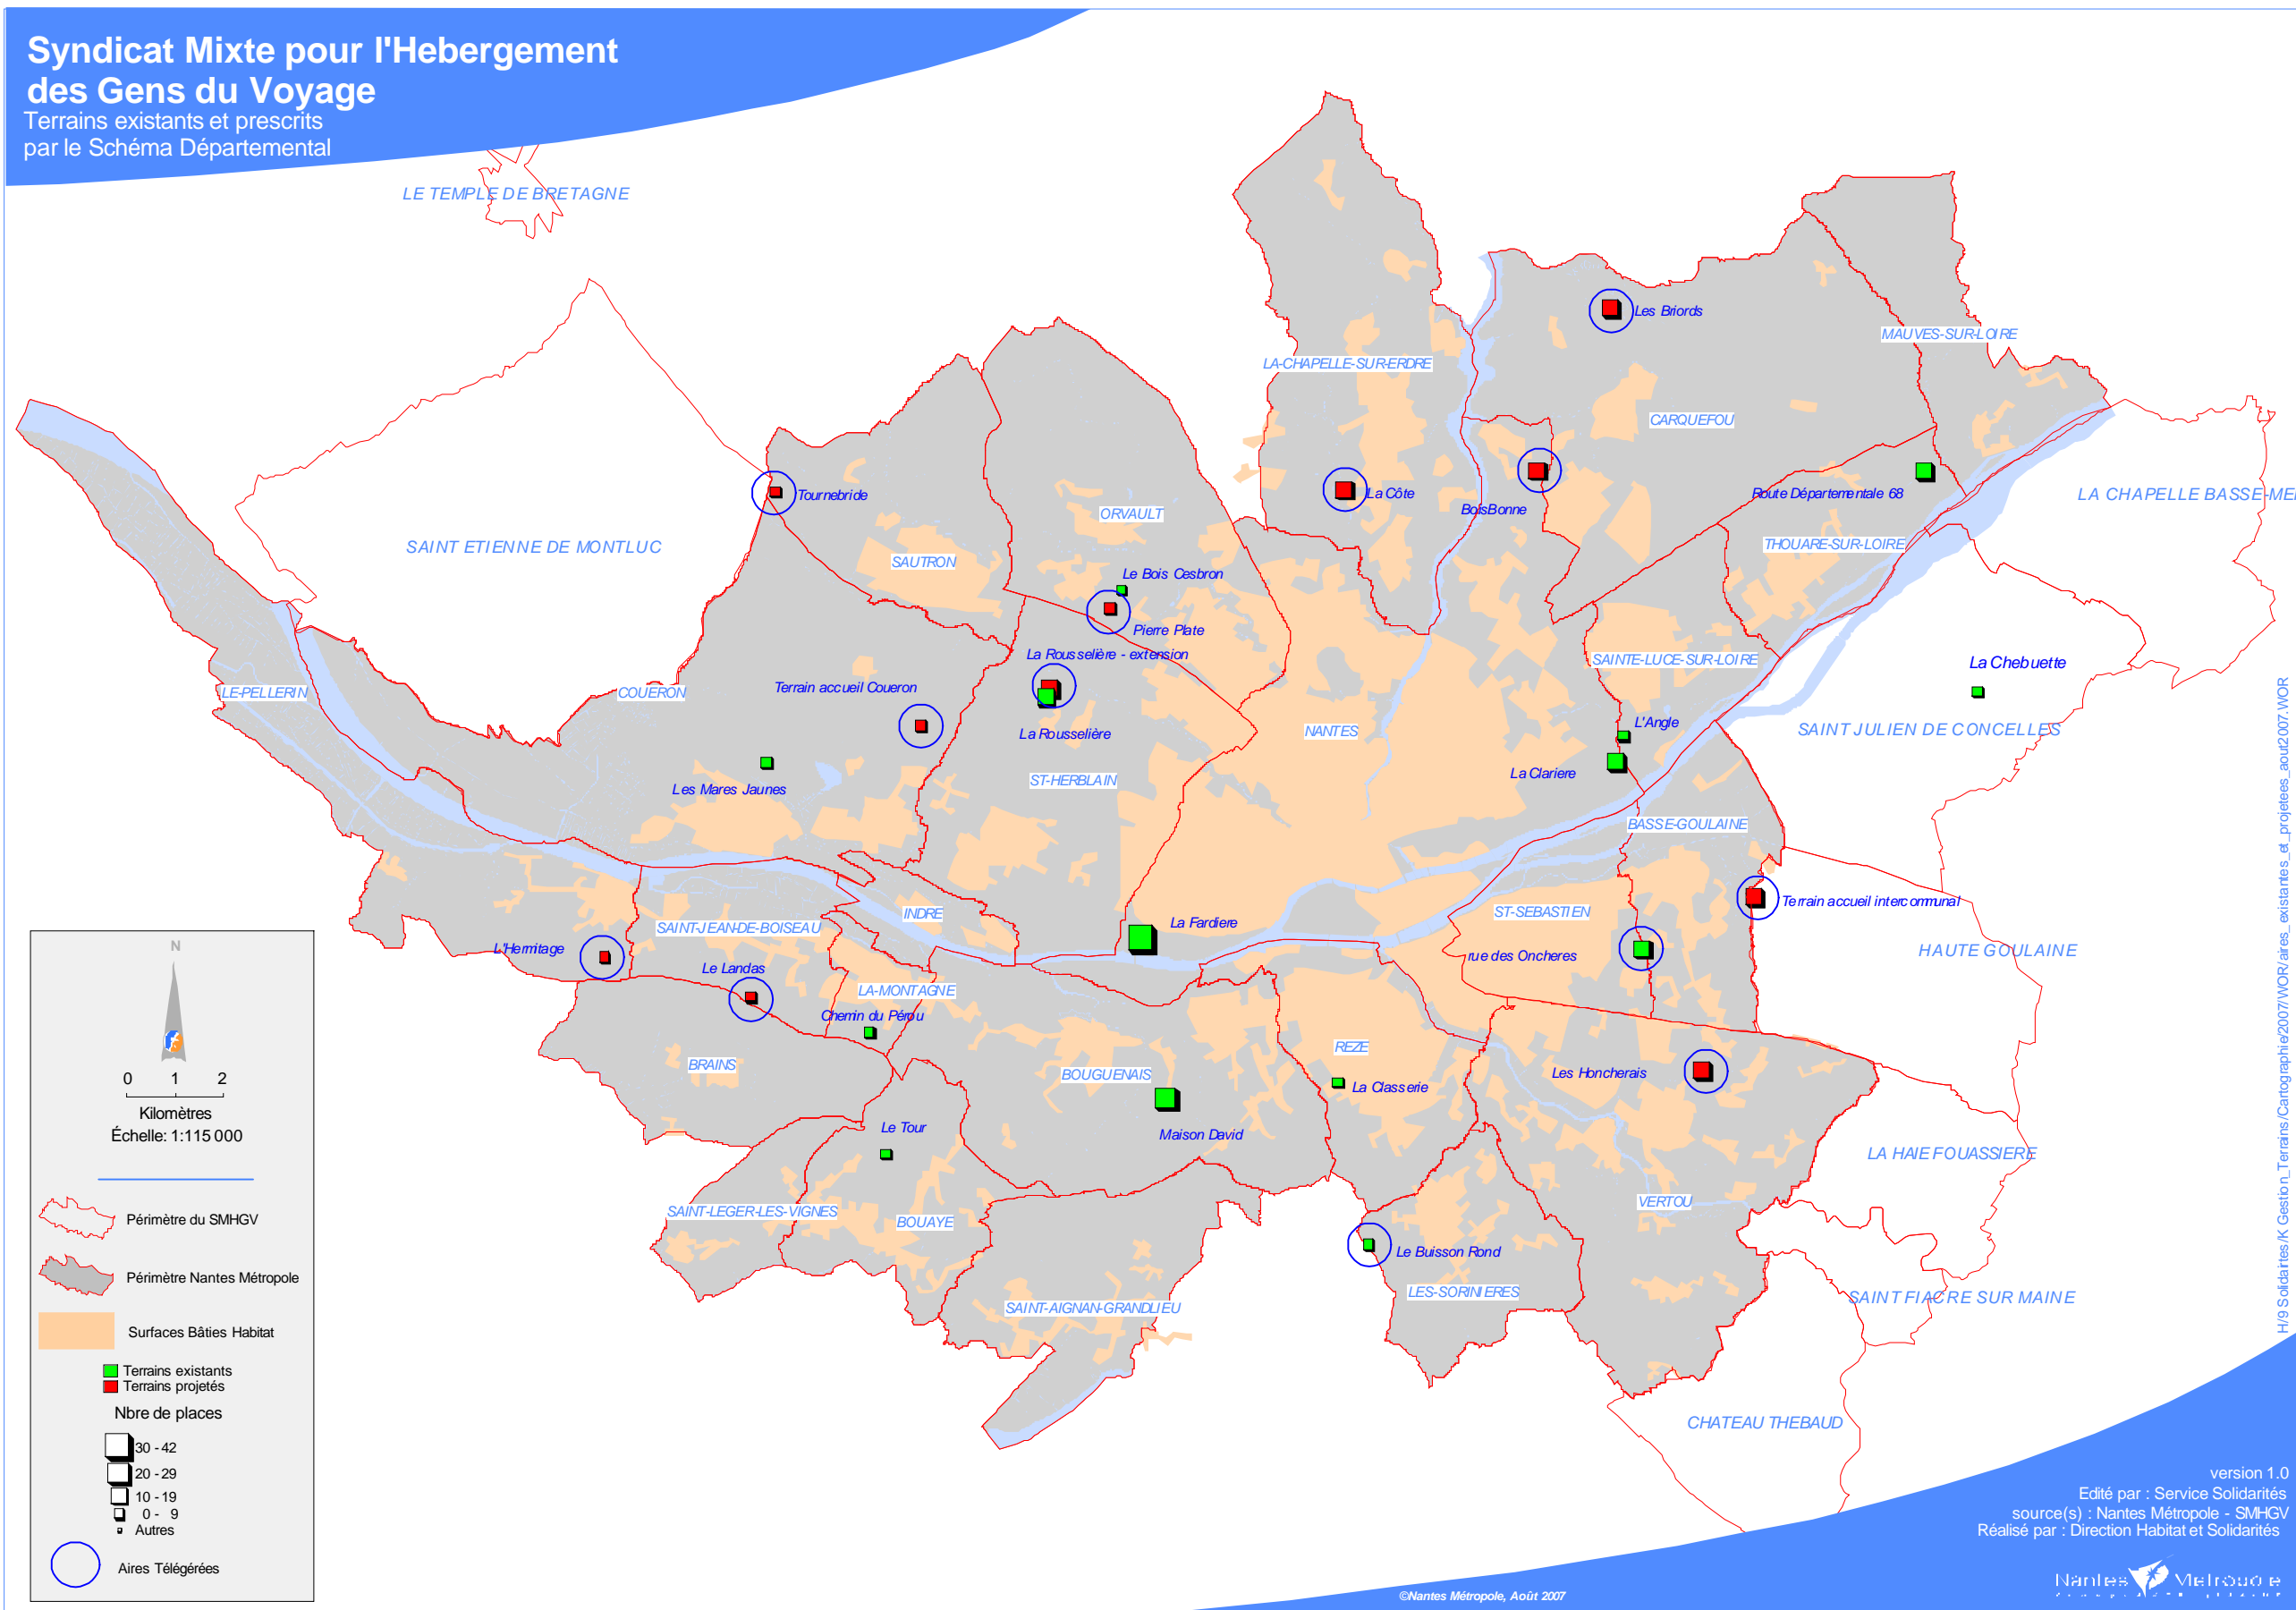 Syndicat Mixte pour l'Hebergement
des Gens du Voyage
Terrains existants et prescrits
par le Schéma Départemental
LE TEMPLE DE BRETAGNE
Les Briords
MAUVES-SUR-LOIRE
LA-CHAPELLE-SUR-ERDRE
CARQUEFOU
Tournebride
La Côte
BoisBonne
Route Départementale 68
LA CHAPELLE BASSE-MER
ORVAULT
SAINT ETIENNE DE MONTLUC
SAUTRON
THOUARE-SUR-LOIRE
Le Bois Cesbron
Pierre Plate
La Rousselière - extension
SAINTE-LUCE-SUR-LOIRE
La Chebuette
LE-PELLERIN
COUERON
Terrain accueil Coueron
La Rousselière
NANTES
L'Angle
SAINT JULIEN DE CONCELLES
La Clariere
ST-HERBLAIN
Les Mares Jaunes
BASSE-GOULAINE
Terrain accueil intercommunal
INDRE
ST-SEBASTIEN
La Fardiere
SAINT-JEAN-DE-BOISEAU
L'Hermitage
rue des Oncheres
HAUTE GOULAINE
Le Landas
LA-MONTAGNE
Chemin du Pérou
REZE
BRAINS
BOUGUENAIS
Les Honcherais
La Classerie
Le Tour
Maison David
LA HAIE FOUASSIERE
SAINT-LEGER-LES-VIGNES
BOUAYE
VERTOU
Le Buisson Rond
LES-SORINIERES
SAINT-AIGNAN-GRANDLIEU
SAINT FIACRE SUR MAINE
CHATEAU THEBAUD
N
0 1 2
Kilomètres
Échelle: 1:115 000
Périmètre du SMHGV
Périmètre Nantes Métropole
Surfaces Bâties Habitat
Terrains existants
Terrains projetés
Nbre de places
30 - 42
20 - 29
10 - 19
0 - 9
Autres
Aires Télégérées
H/9 Solidairtes/K Gestion_Terrains/Cartographie/2007/WOR/aires_existantes_et_projetees_aout2007.WOR
version 1.0
Edité par : Service Solidarités
source(s) : Nantes Métropole - SMHGV
Réalisé par : Direction Habitat et Solidarités
Nantes Métropole
©Nantes Métropole, Août 2007